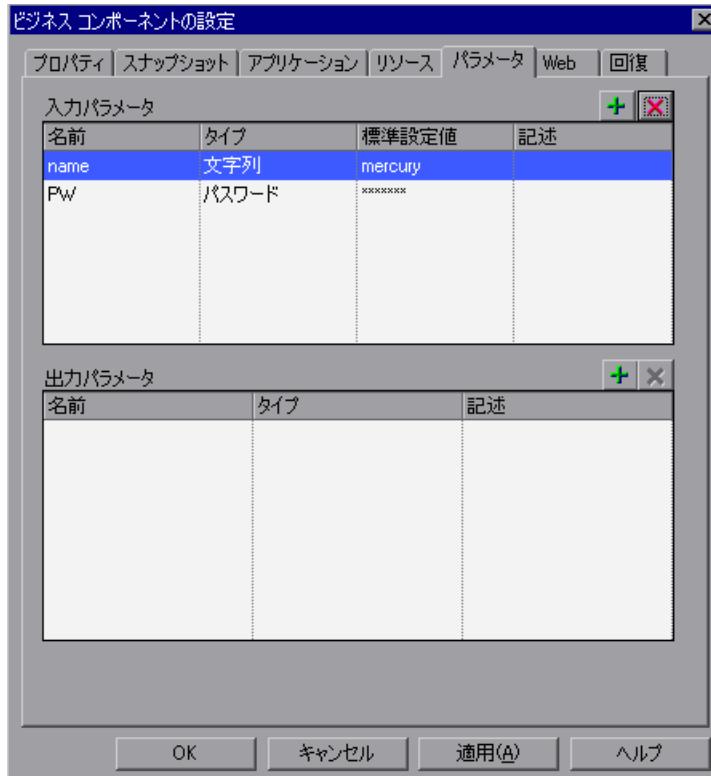 ビジネス コンポーネントの設定
プロパティ スナップショット アプリケーション リソース パラメータ Web 回復
入力パラメータ
名前 タイプ 標準設定値 記述
name 文字列 mercury
PW パスワード *******
出力パラメータ
名前 タイプ 記述
OK キャンセル 適用(A) ヘルプ